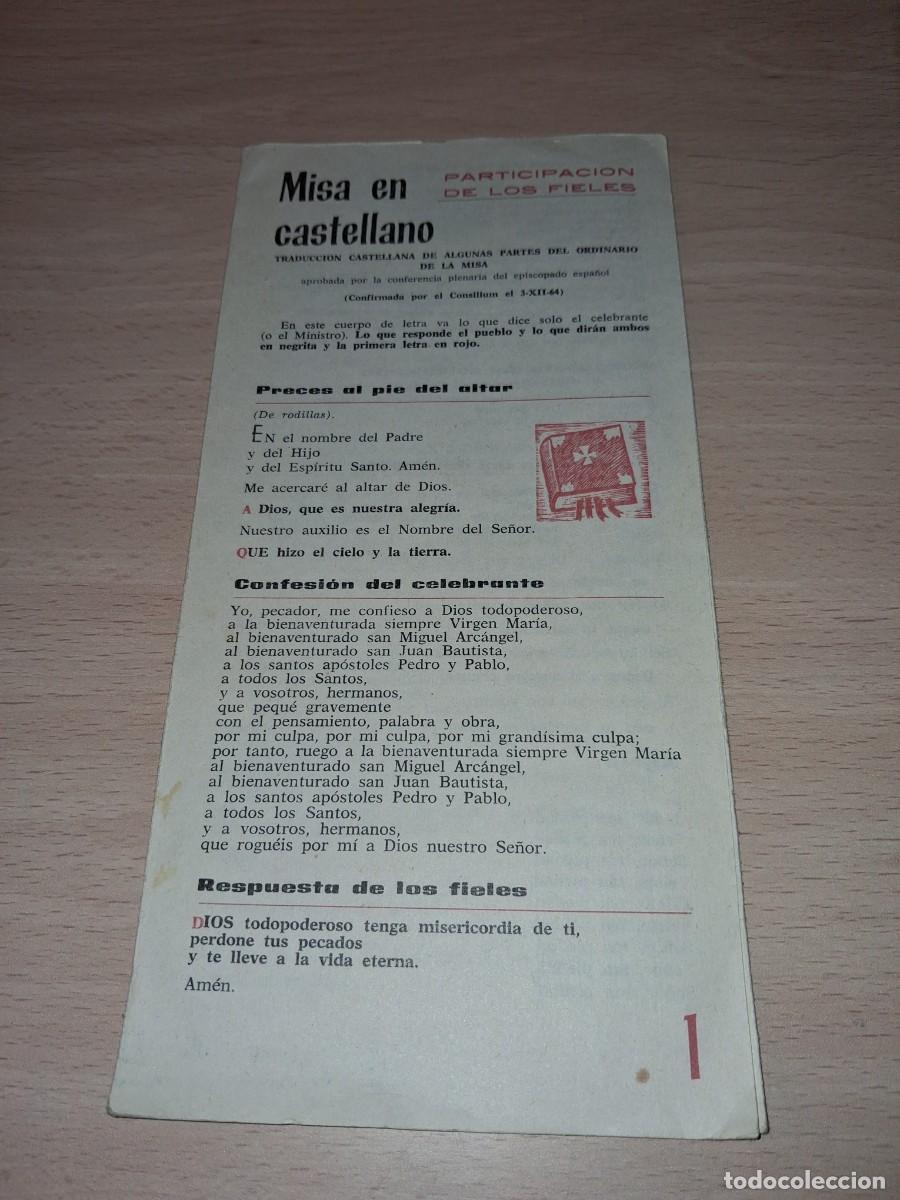 Misa en
castellano
PARTICIPACION
DE LOS FIELES
TRADUCCION CASTELLANA DE ALGUNAS PARTES DEL ORDINARIO
DE LA MISA
aprobada por la conferencia plenaria del episcopado español
(Confirmada por el Consilium el 3-XII-64)
En este cuerpo de letra va lo que dice solo el celebrante
(o el Ministro). Lo que responde el pueblo y lo que dirán ambos
en negrita y la primera letra en rojo.
Preces al pie del altar
(De rodillas).
EN el nombre del Padre
y del Hijo
y del Espíritu Santo. Amén.
Me acercaré al altar de Dios.
A Dios, que es nuestra alegría.
Nuestro auxilio es el Nombre del Señor.
QUE hizo el cielo y la tierra.
Confesión del celebrante
Yo, pecador, me confieso a Dios todopoderoso,
a la bienaventurada siempre Virgen María,
al bienaventurado san Miguel Arcángel,
al bienaventurado san Juan Bautista,
a los santos apóstoles Pedro y Pablo,
a todos los Santos,
y a vosotros, hermanos,
que pequé gravemente
con el pensamiento, palabra y obra,
por mi culpa, por mi culpa, por mi grandísima culpa;
por tanto, ruego a la bienaventurada siempre Virgen María
al bienaventurado san Miguel Arcángel,
al bienaventurado san Juan Bautista,
a los santos apóstoles Pedro y Pablo,
a todos los Santos,
y a vosotros, hermanos,
que roguéis por mí a Dios nuestro Señor.
Respuesta de los fieles
DIOS todopoderoso tenga misericordia de ti,
perdone tus pecados
y te lleve a la vida eterna.
Amén.
1
todocoleccion